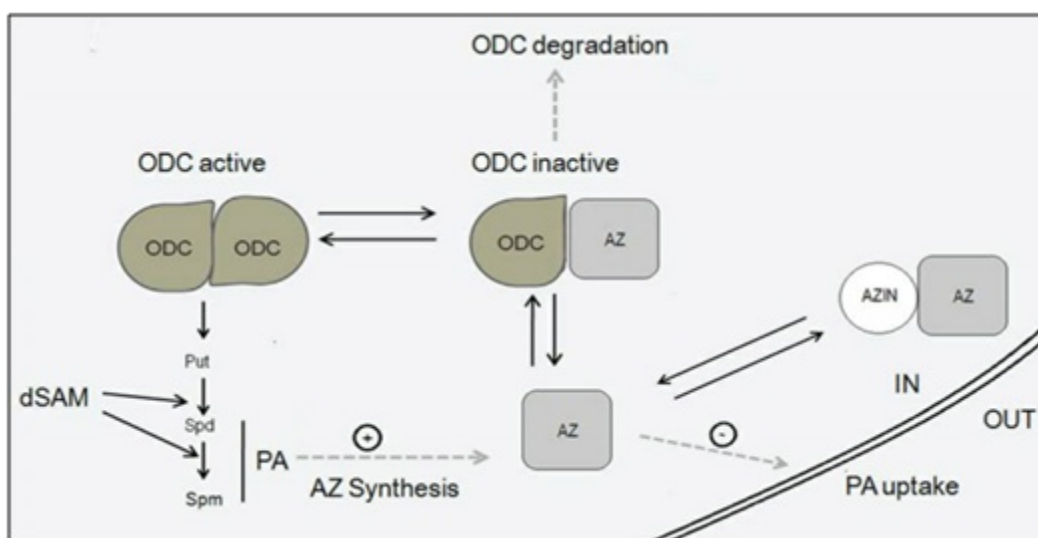 ODC degradation
ODC active
ODC inactive
ODC
ODC
ODC
AZ
AZIN
AZ
Put
dSAM
Spd
Spm
PA
+
AZ Synthesis
AZ
-
IN
OUT
PA uptake